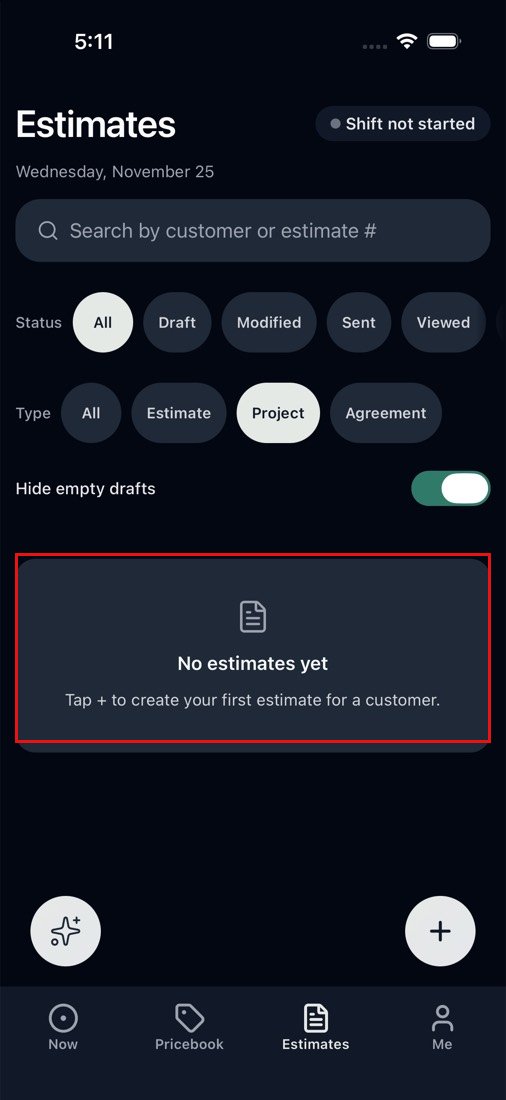 5:11
Estimates
Shift not started
Wednesday, November 25
Search by customer or estimate #
Status All Draft Modified Sent Viewed
Type All Estimate Project Agreement
Hide empty drafts
No estimates yet
Tap + to create your first estimate for a customer.
Now Pricebook Estimates Me